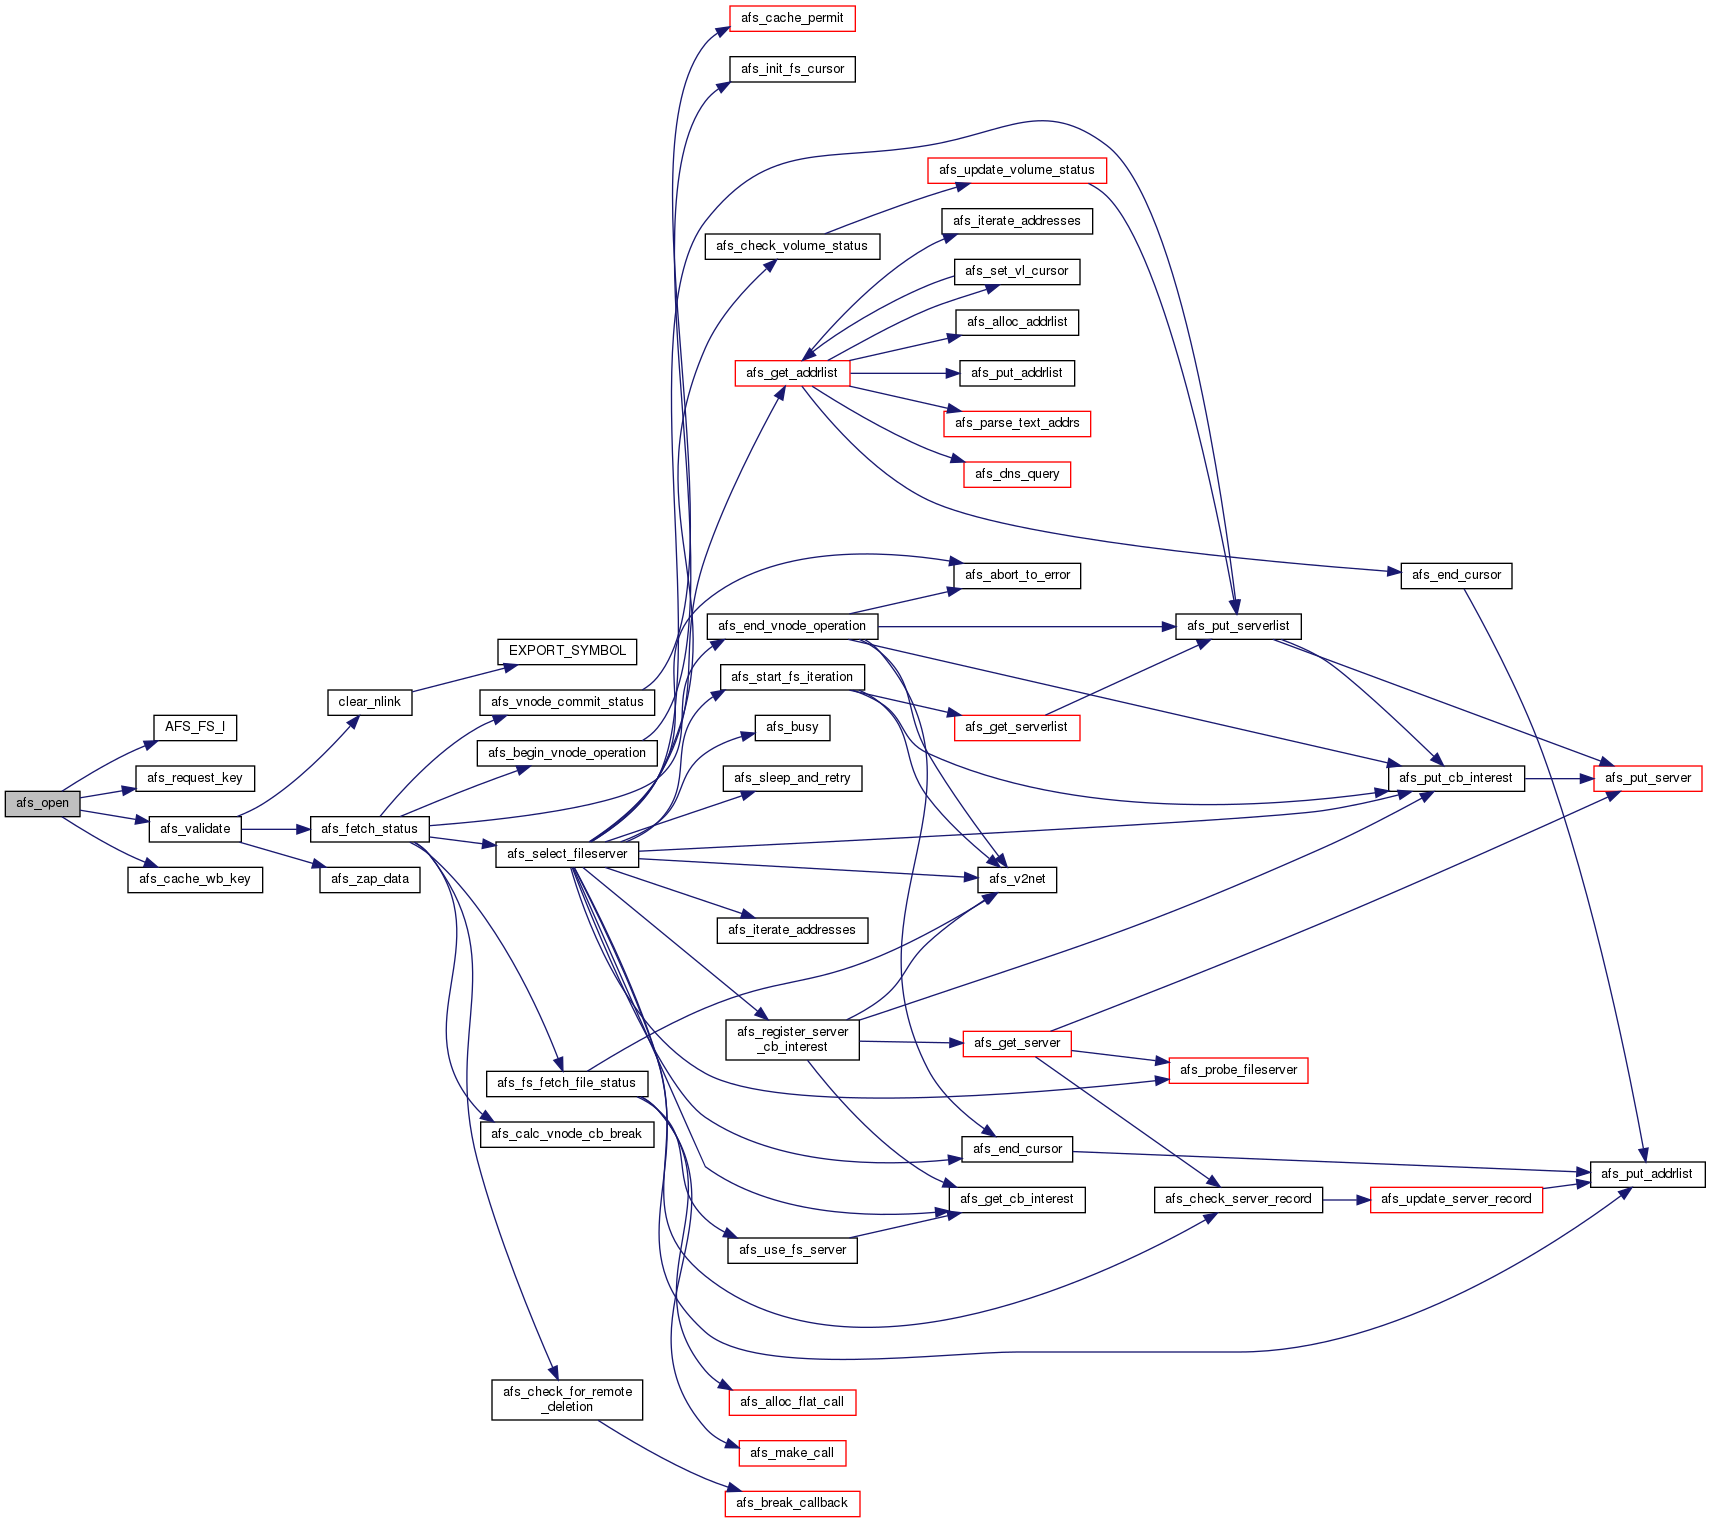 afs_cache_permit
afs_init_fs_cursor
afs_update_volume_status
afs_iterate_addresses
afs_check_volume_status
afs_set_vl_cursor
afs_alloc_addrlist
afs_get_addrlist
afs_put_addrlist
afs_parse_text_addrs
afs_dns_query
afs_abort_to_error
afs_end_cursor
afs_end_vnode_operation
afs_put_serverlist
EXPORT_SYMBOL
afs_start_fs_iteration
clear_nlink
afs_vnode_commit_status
AFS_FS_I
afs_busy
afs_get_serverlist
afs_begin_vnode_operation
afs_request_key
afs_sleep_and_retry
afs_put_cb_interest
afs_put_server
afs_open
afs_validate
afs_fetch_status
afs_select_fileserver
afs_cache_wb_key
afs_zap_data
afs_v2net
afs_iterate_addresses
afs_register_server
_cb_interest
afs_get_server
afs_probe_fileserver
afs_fs_fetch_file_status
afs_calc_vnode_cb_break
afs_end_cursor
afs_put_addrlist
afs_get_cb_interest
afs_check_server_record
afs_update_server_record
afs_use_fs_server
afs_check_for_remote
_deletion
afs_alloc_flat_call
afs_make_call
afs_break_callback